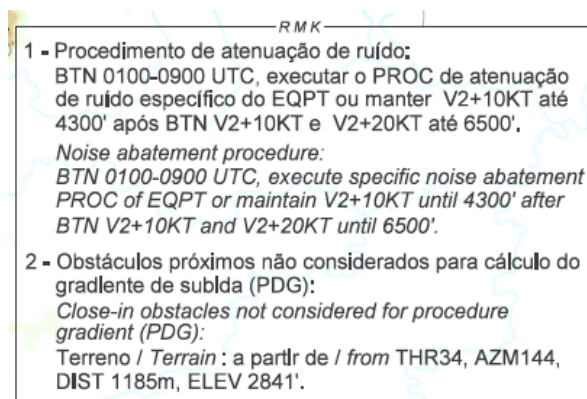 RMK
1 - Procedimento de atenuação de ruído:
BTN 0100-0900 UTC, executar o PROC de atenuação
de ruído específico do EQPT ou manter V2+10KT até
4300' após BTN V2+10KT e V2+20KT até 6500'.
Noise abatement procedure:
BTN 0100-0900 UTC, execute specific noise abatement
PROC of EQPT or maintain V2+10KT until 4300' after
BTN V2+10KT and V2+20KT until 6500'.
2 - Obstáculos próximos não considerados para cálculo do
gradiente de subida (PDG):
Close-in obstacles not considered for procedure
gradient (PDG):
Terreno / Terrain : a partir de / from THR34, AZM144,
DIST 1185m, ELEV 2841'.